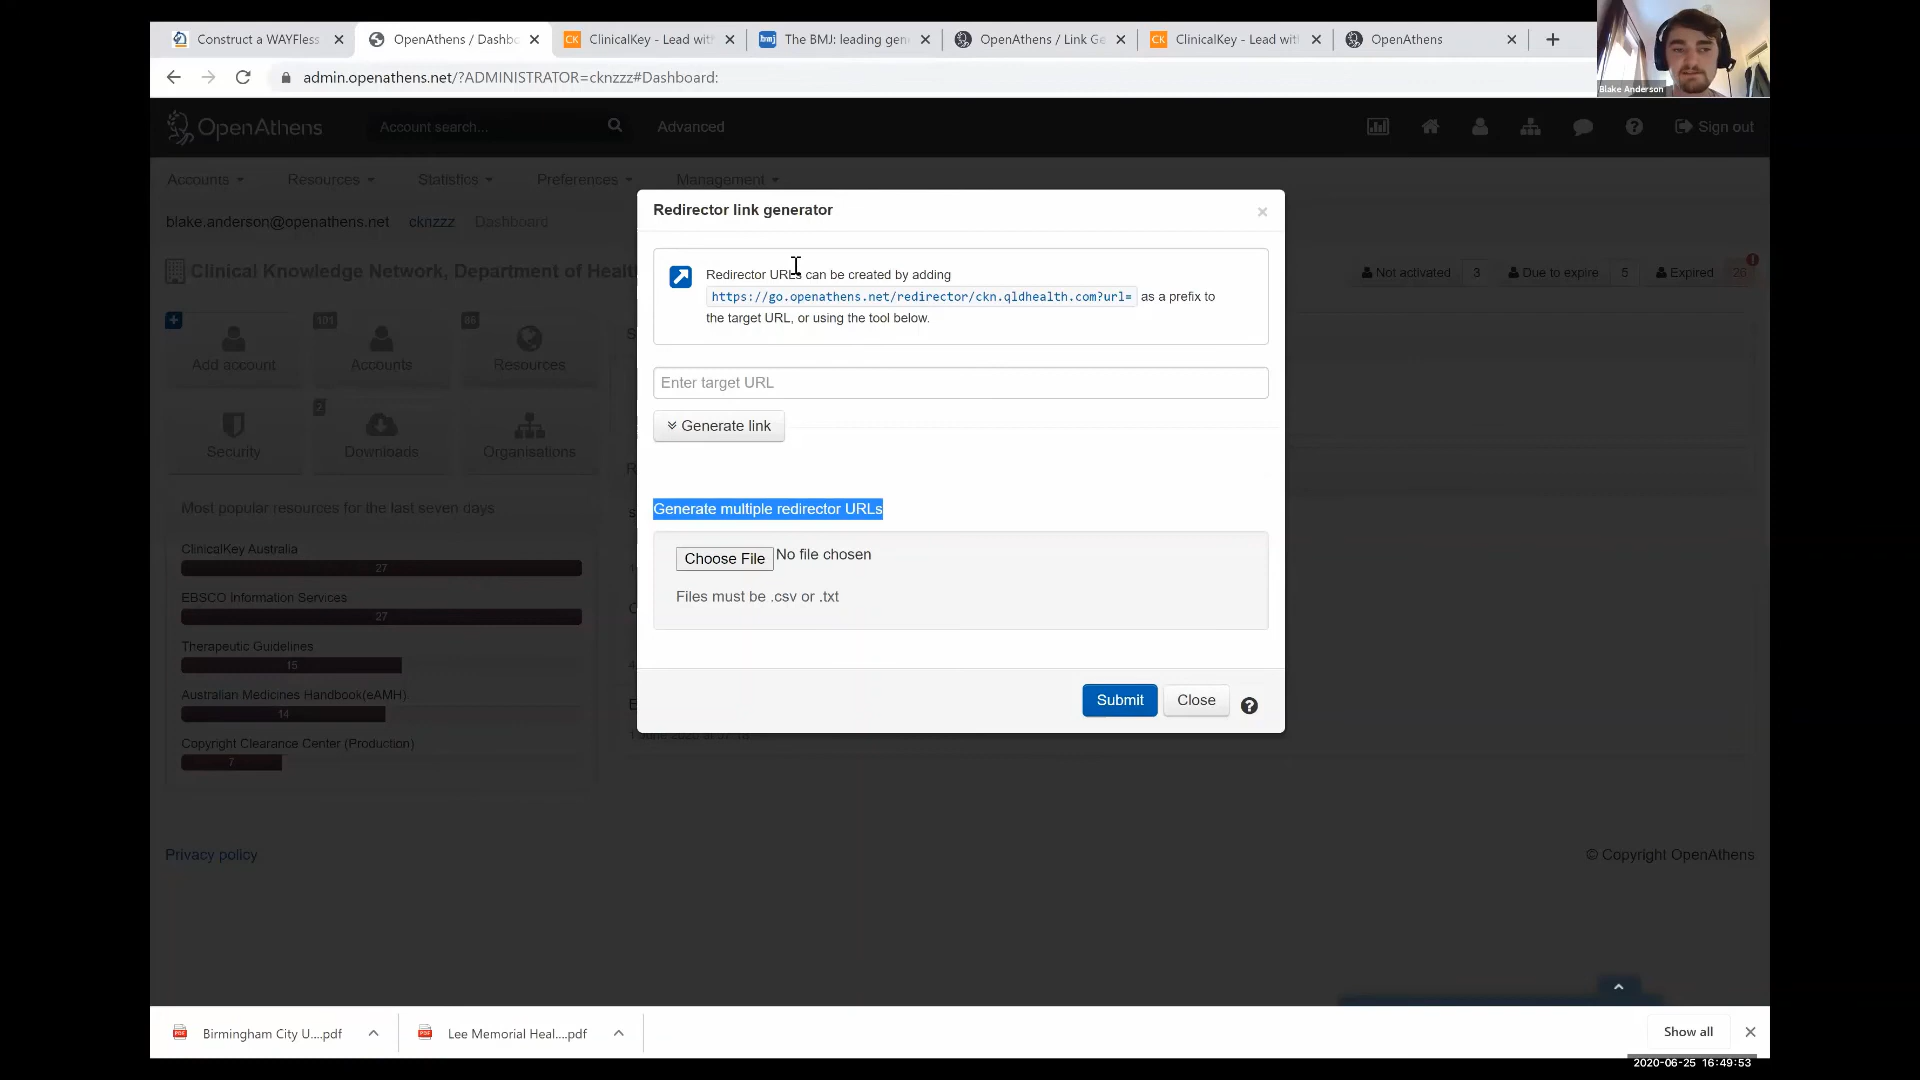 Construct a WAYFless
OpenAthens / Dashbo
ClinicalKey - Lead wit
The BMJ: leading gen
OpenAthens / Link Ge
ClinicalKey - Lead wit
OpenAthens
admin.openathens.net/?ADMINISTRATOR=cknzzz#Dashboard:
Blake Anderson
OpenAthens
Account search...
Advanced
Sign out
Accounts
Resources
Statistics
Preferences
Management
blake.anderson@openathens.net cknzzz Dashboard
Clinical Knowledge Network, Department of Healt
Not activated 3
Due to expire 5
Expired 26
Add account
101
Accounts
86
Resources
Security
2
Downloads
Organisations
Most popular resources for the last seven days
ClinicalKey Australia
27
EBSCO Information Services
27
Therapeutic Guidelines
15
Australian Medicines Handbook(eAMH)
14
Copyright Clearance Center (Production)
7
Redirector link generator
Redirector URLs can be created by adding
https://go.openathens.net/redirector/ckn.qldhealth.com?url= as a prefix to
the target URL, or using the tool below.
Enter target URL
Generate link
Generate multiple redirector URLs
Choose File No file chosen
Files must be .csv or .txt
Submit
Close
Privacy policy
© Copyright OpenAthens
Birmingham City U....pdf
Lee Memorial Heal....pdf
Show all
2020-06-25 16:49:53